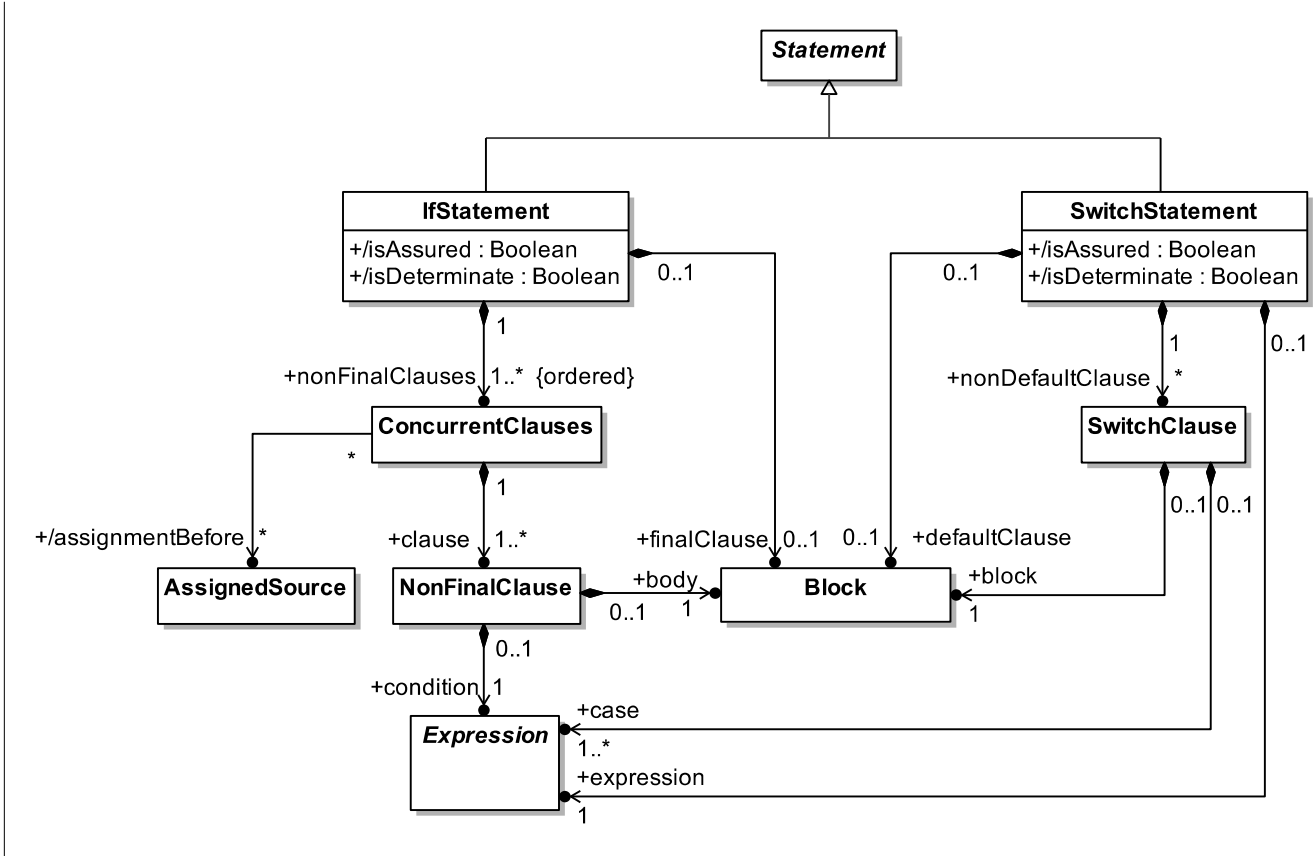 Statement
IfStatement
+/isAssured : Boolean
+/isDeterminate : Boolean
SwitchStatement
+/isAssured : Boolean
+/isDeterminate : Boolean
0..1
0..1
1
1
0..1
+nonFinalClauses 1..* {ordered}
+nonDefaultClause *
ConcurrentClauses
SwitchClause
*
1
0..1 0..1
+/assignmentBefore *
+clause 1..*
+finalClause 0..1
0..1 +defaultClause
AssignedSource
NonFinalClause
+body
0..1 1
Block
+block
1
0..1
+condition 1
Expression
+case
1..*
+expression
1